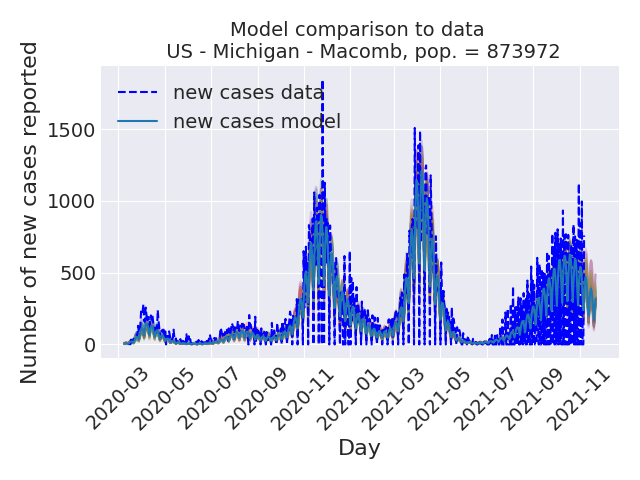 Model comparison to data
US - Michigan - Macomb, pop. = 873972
new cases data
new cases model
Number of new cases reported
1500
1000
500
0
2020-03
2020-05
2020-07
2020-09
2020-11
2021-01
2021-03
2021-05
2021-07
2021-09
2021-11
Day